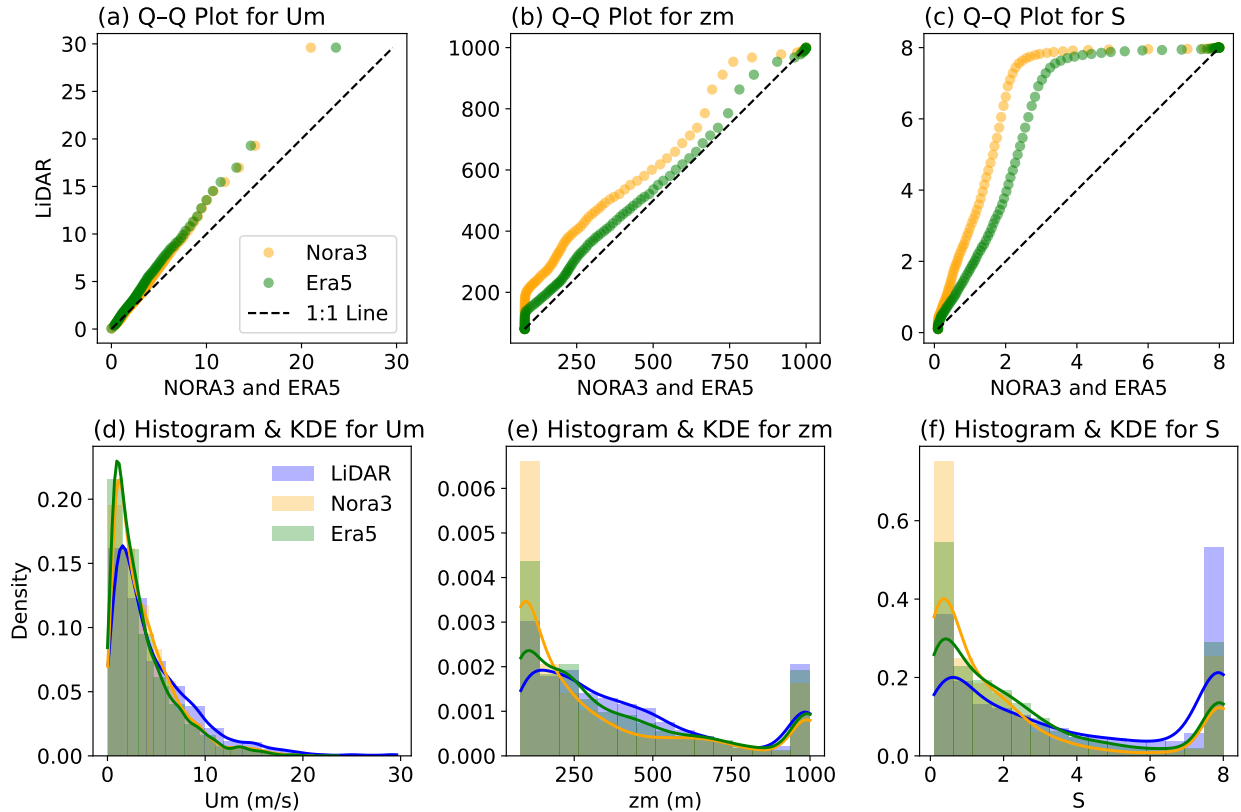 (a) Q–Q Plot for Um
(b) Q–Q Plot for zm
(c) Q–Q Plot for S
30
25
20
15
10
5
0
LiDAR
Nora3
Era5
1:1 Line
0 10 20 30
NORA3 and ERA5
1000
800
600
400
200
250 500 750 1000
NORA3 and ERA5
8
6
4
2
0
0 2 4 6 8
NORA3 and ERA5
(d) Histogram & KDE for Um
(e) Histogram & KDE for zm
(f) Histogram & KDE for S
0.20
0.15
0.10
0.05
0.00
Density
LiDAR
Nora3
Era5
0 10 20 30
Um (m/s)
0.006
0.005
0.004
0.003
0.002
0.001
0.000
250 500 750 1000
zm (m)
0.6
0.4
0.2
0.0
0 2 4 6 8
S